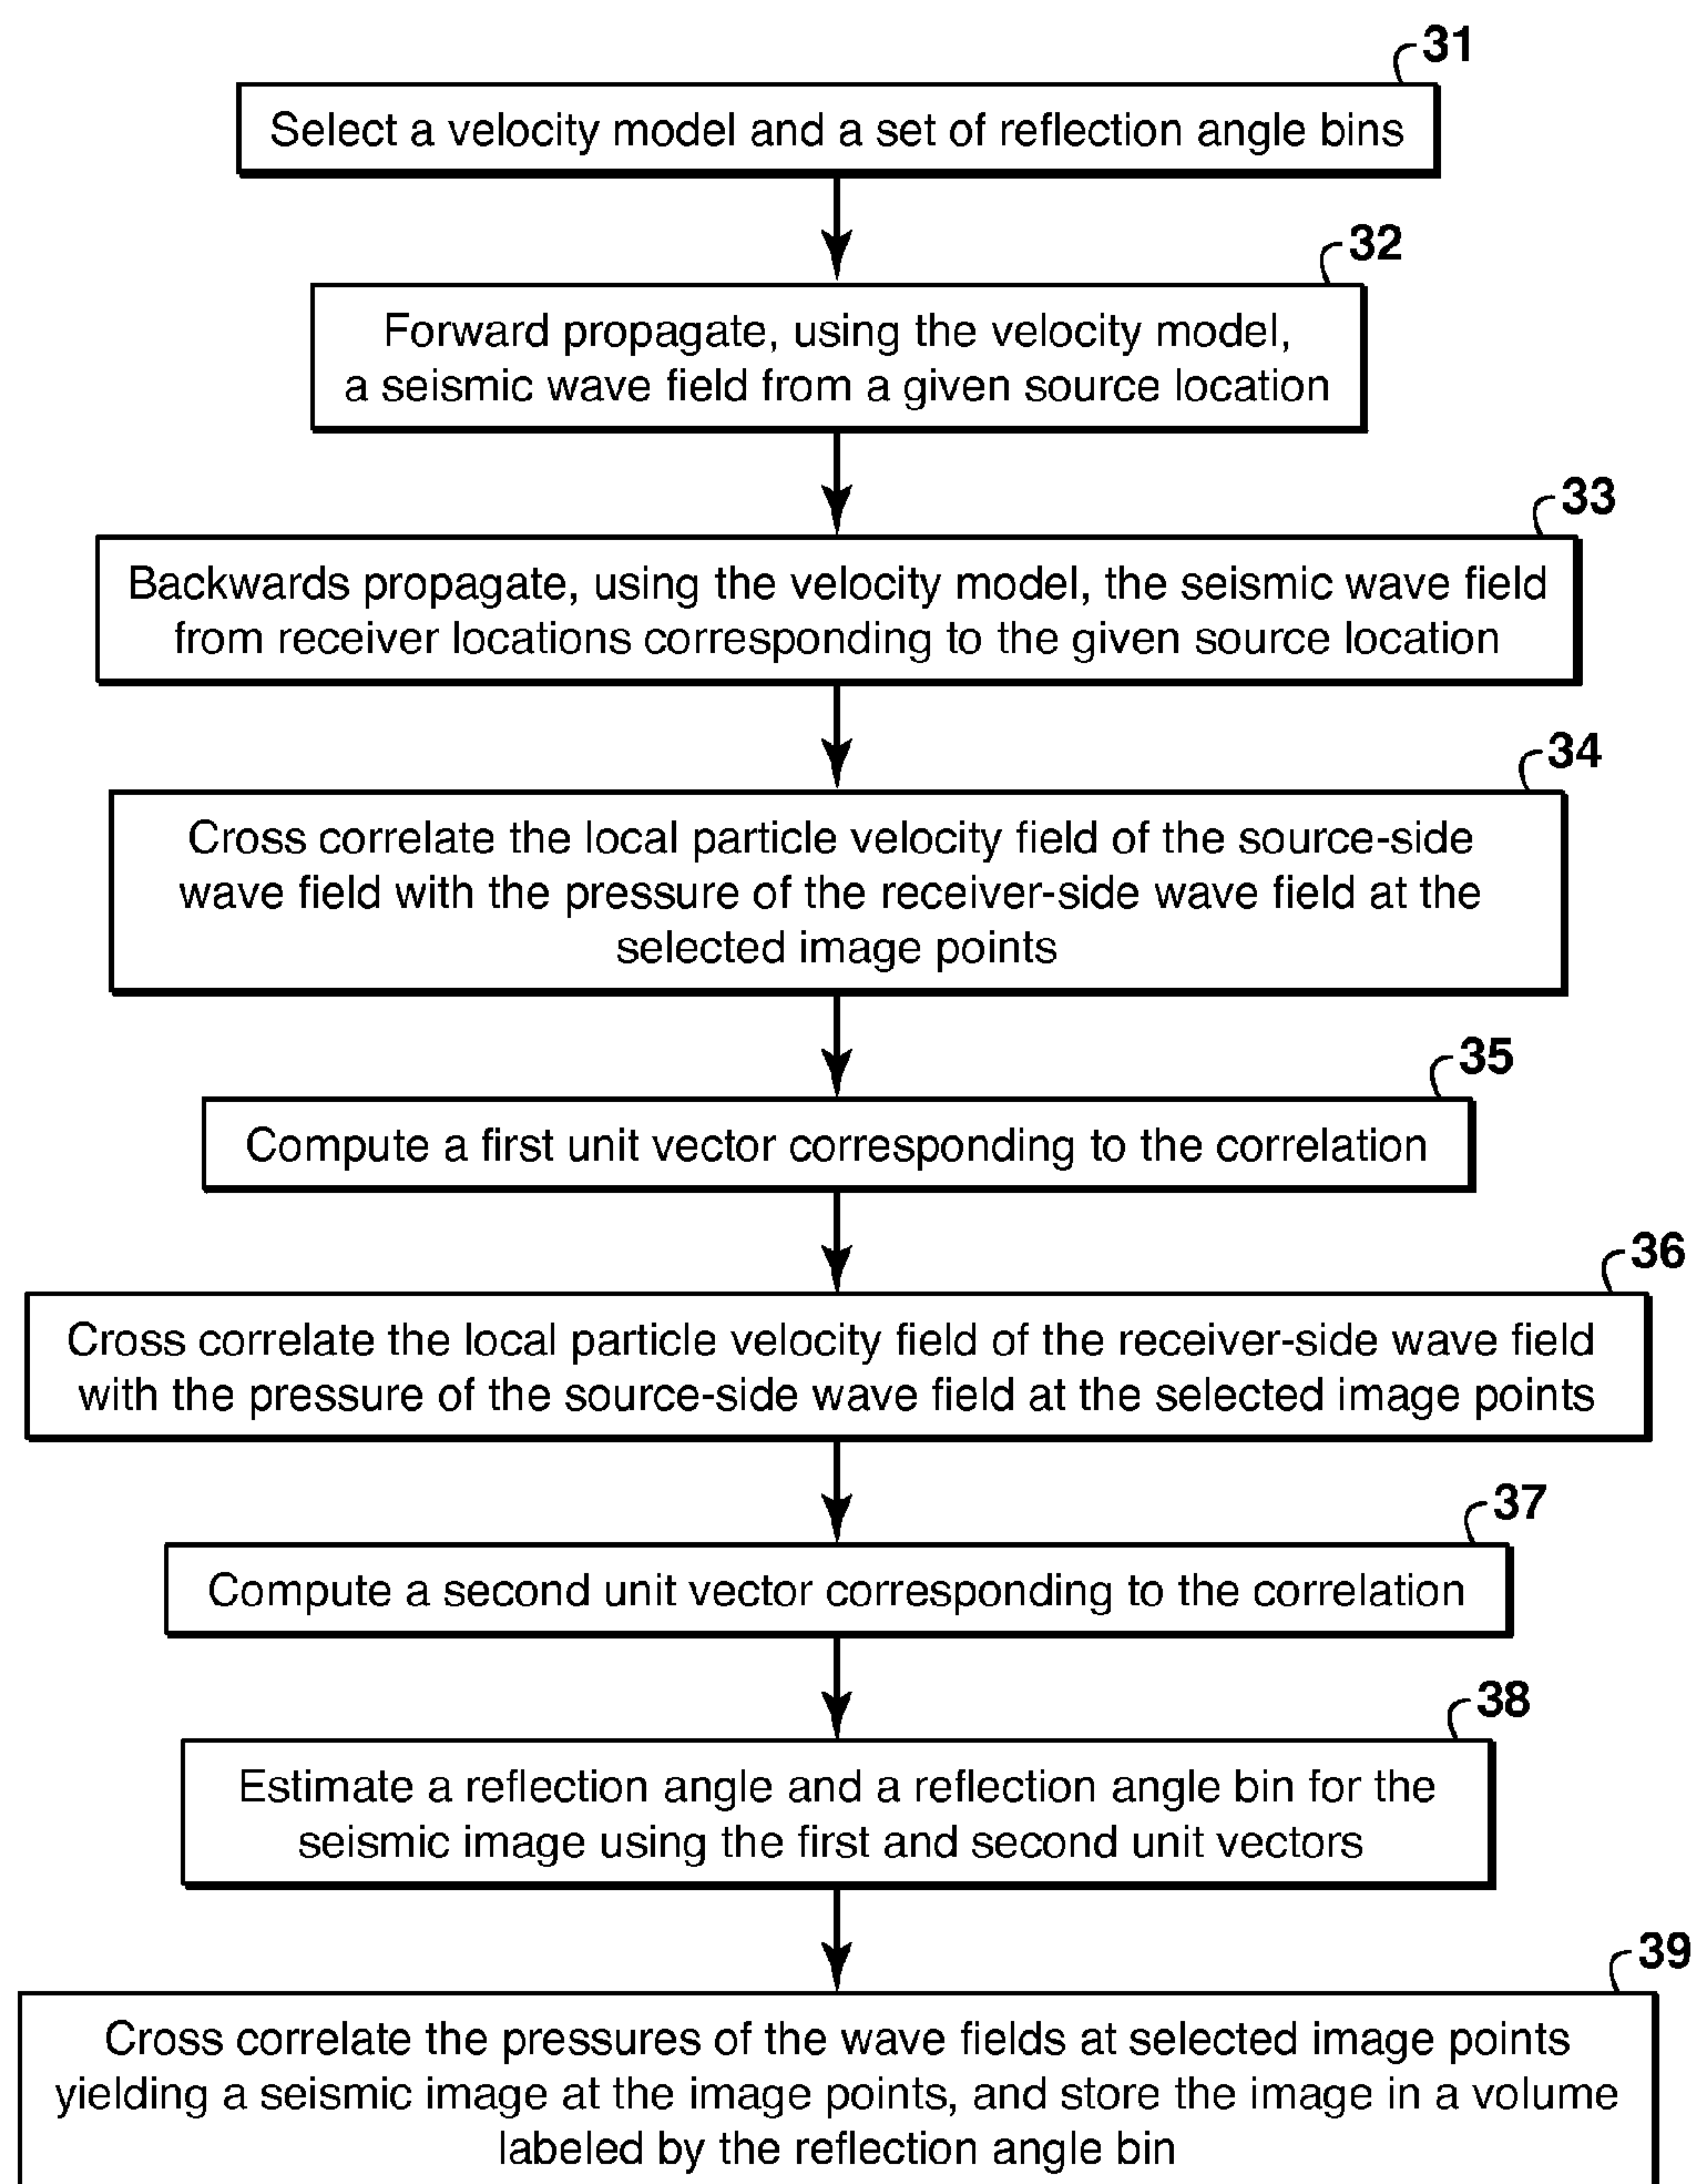 31
Select a velocity model and a set of reflection angle bins
32
Forward propagate, using the velocity model,
a seismic wave field from a given source location
33
Backwards propagate, using the velocity model, the seismic wave field
from receiver locations corresponding to the given source location
34
Cross correlate the local particle velocity field of the source-side
wave field with the pressure of the receiver-side wave field at the
selected image points
35
Compute a first unit vector corresponding to the correlation
36
Cross correlate the local particle velocity field of the receiver-side wave field
with the pressure of the source-side wave field at the selected image points
37
Compute a second unit vector corresponding to the correlation
38
Estimate a reflection angle and a reflection angle bin for the
seismic image using the first and second unit vectors
39
Cross correlate the pressures of the wave fields at selected image points
yielding a seismic image at the image points, and store the image in a volume
labeled by the reflection angle bin